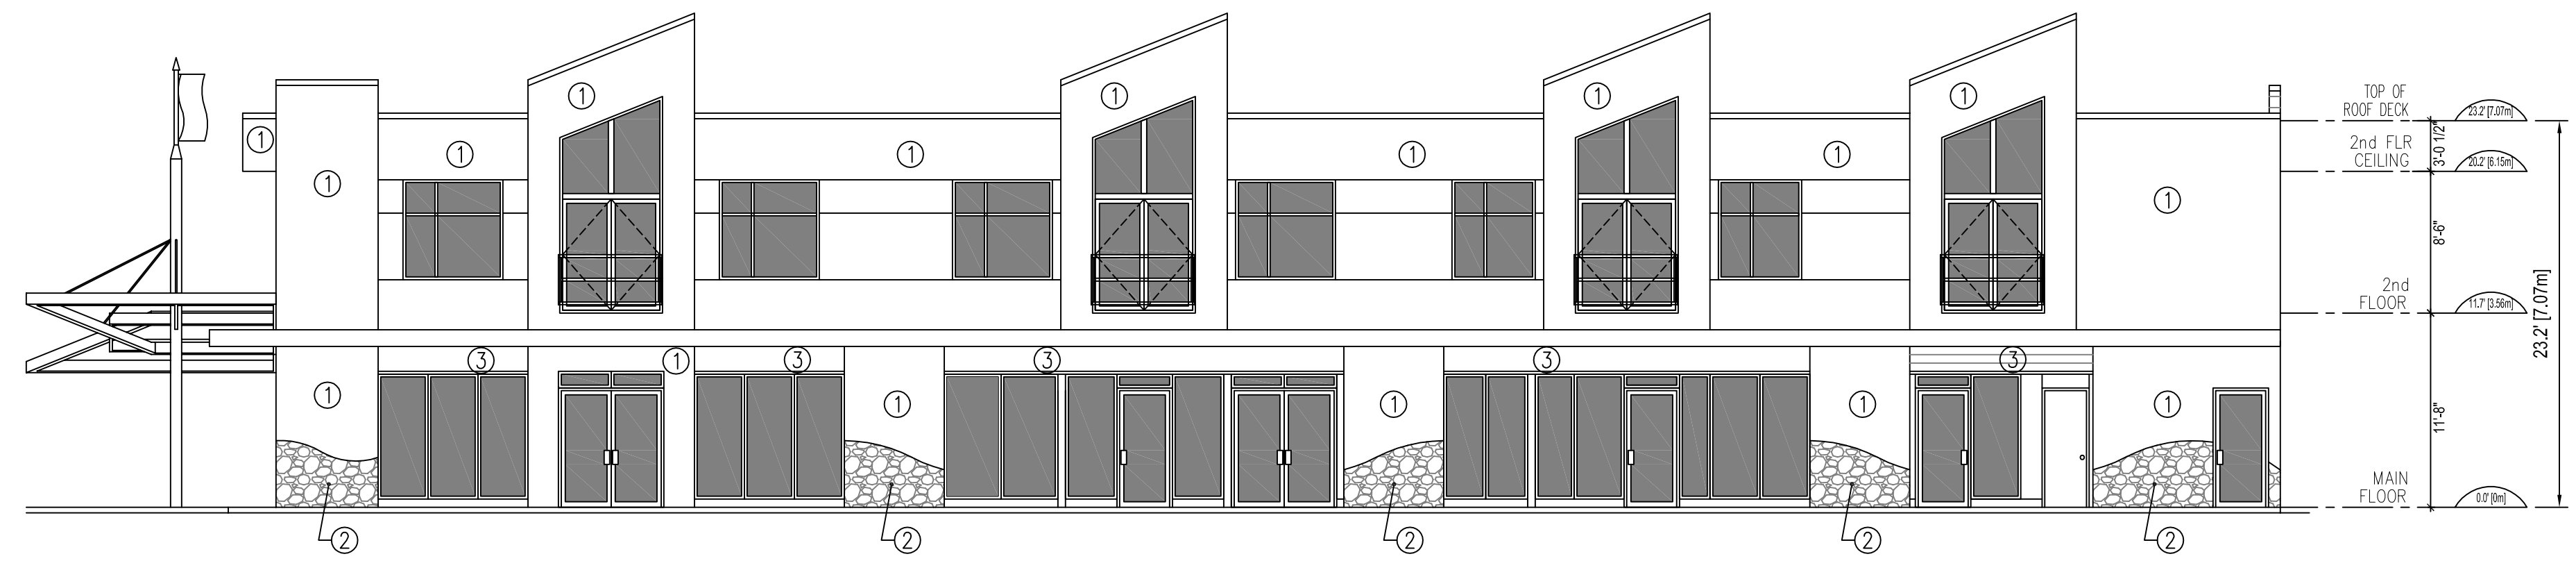 1
1
1
1
TOP OF
ROOF DECK
23.2' [7.07m]
3'-0 1/2"
1
1
1
1
1
2nd FLR
CEILING
20.2' [6.15m]
1
1
8'-6"
2nd
FLOOR
11.7' [3.56m]
23.2' [7.07m]
3
1
3
3
3
3
1
1
1
1
1
11'-8"
MAIN
FLOOR
0.0' [0m]
2
2
2
2
2